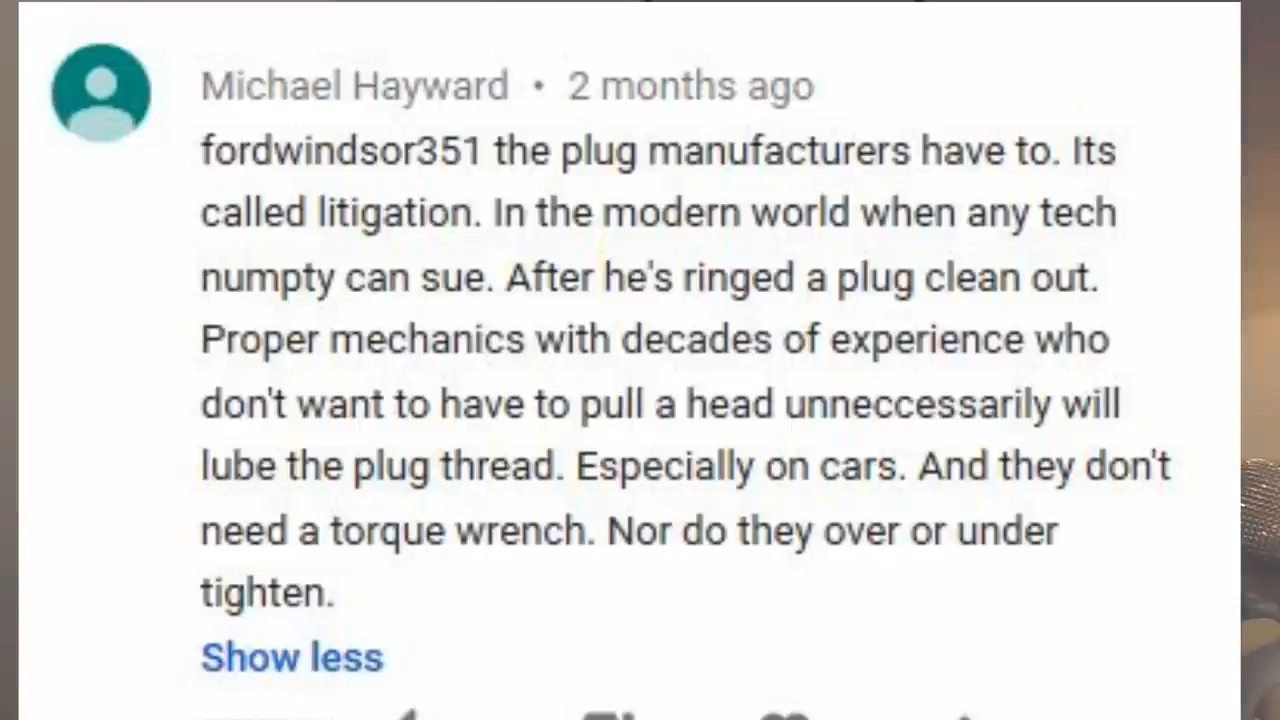 Michael Hayward • 2 months ago
fordwindsor351 the plug manufacturers have to. Its
called litigation. In the modern world when any tech
numpty can sue. After he's ringed a plug clean out.
Proper mechanics with decades of experience who
don't want to have to pull a head unneccessarily will
lube the plug thread. Especially on cars. And they don't
need a torque wrench. Nor do they over or under
tighten.
Show less